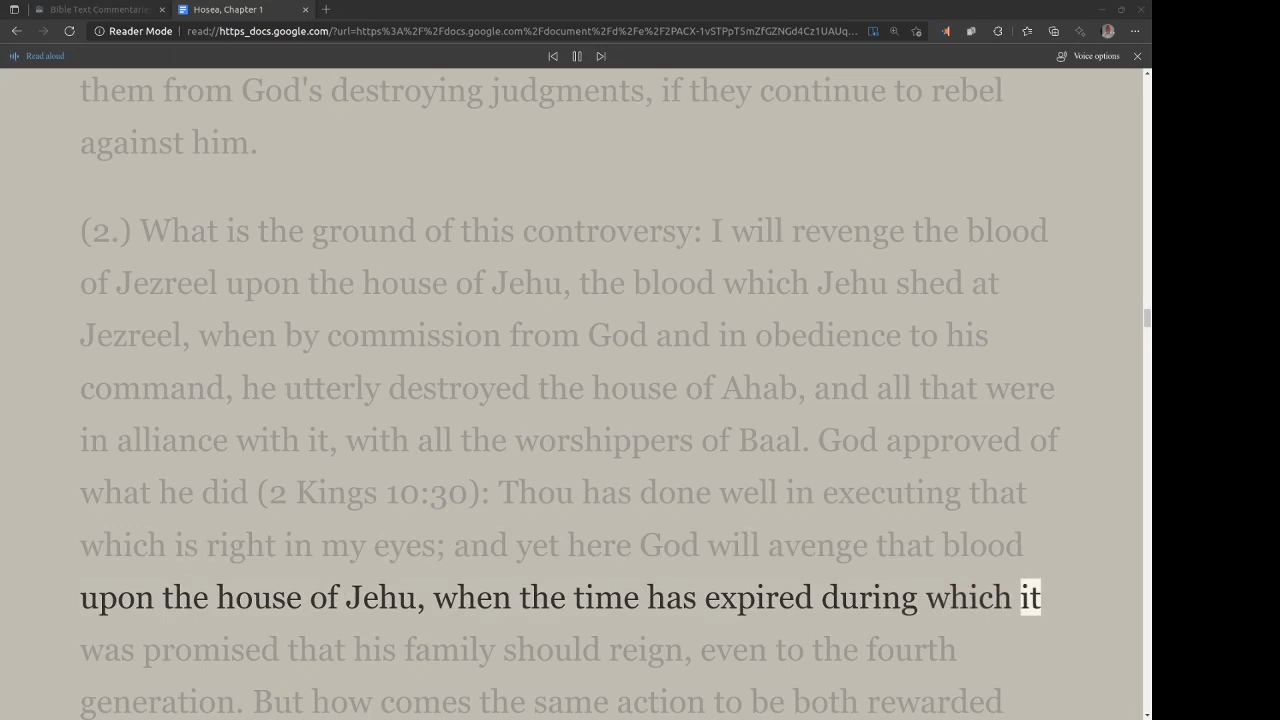 Bible Text Commentarie
Hosea, Chapter 1
Reader Mode
read://https_docs.google.com/?url=https%3A%2F%2Fdocs.google.com%2Fdocument%2Fd%2Fe%2F2PACX-1vSTPpT5mZfGZNGd4Cz1UAUq...
Read aloud
Voice options
them from God's destroying judgments, if they continue to rebel
against him.
(2.) What is the ground of this controversy: I will revenge the blood
of Jezreel upon the house of Jehu, the blood which Jehu shed at
Jezreel, when by commission from God and in obedience to his
command, he utterly destroyed the house of Ahab, and all that were
in alliance with it, with all the worshippers of Baal. God approved of
what he did (2 Kings 10:30): Thou has done well in executing that
which is right in my eyes; and yet here God will avenge that blood
upon the house of Jehu, when the time has expired during which it
was promised that his family should reign, even to the fourth
generation. But how comes the same action to be both rewarded